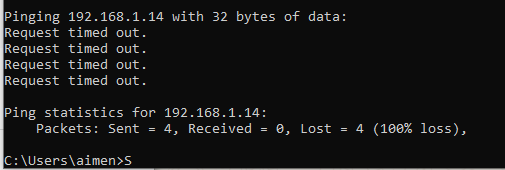 Pinging 192.168.1.14 with 32 bytes of data:
Request timed out.
Request timed out.
Request timed out.
Request timed out.
Ping statistics for 192.168.1.14:
    Packets: Sent = 4, Received = 0, Lost = 4 (100% loss),
C:\Users\aimen>S